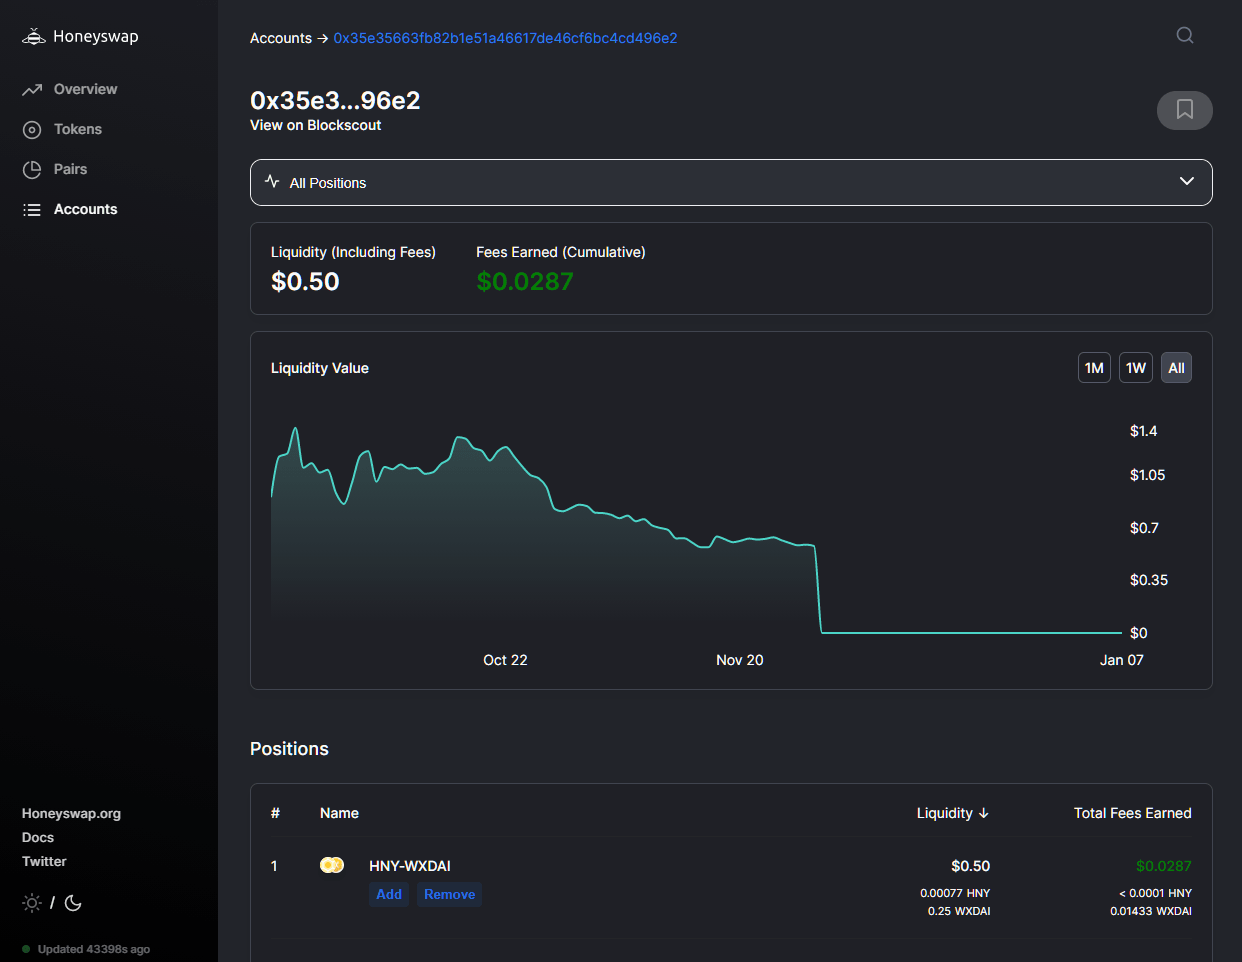 Honeyswap
Overview
Tokens
Pairs
Accounts
Honeyswap.org
Docs
Twitter
/
Updated 43398s ago
Accounts → 0x35e35663fb82b1e51a46617de46cf6bc4cd496e2
0x35e3...96e2
View on Blockscout
All Positions
Liquidity (Including Fees) Fees Earned (Cumulative)
$0.50 $0.0287
Liquidity Value 1M 1W All
$1.4
$1.05
$0.7
$0.35
$0
Oct 22 Nov 20 Jan 07
Positions
# Name Liquidity ↓ Total Fees Earned
1 HNY-WXDAI $0.50 $0.0287
Add Remove 0.00077 HNY < 0.0001 HNY
0.25 WXDAI 0.01433 WXDAI